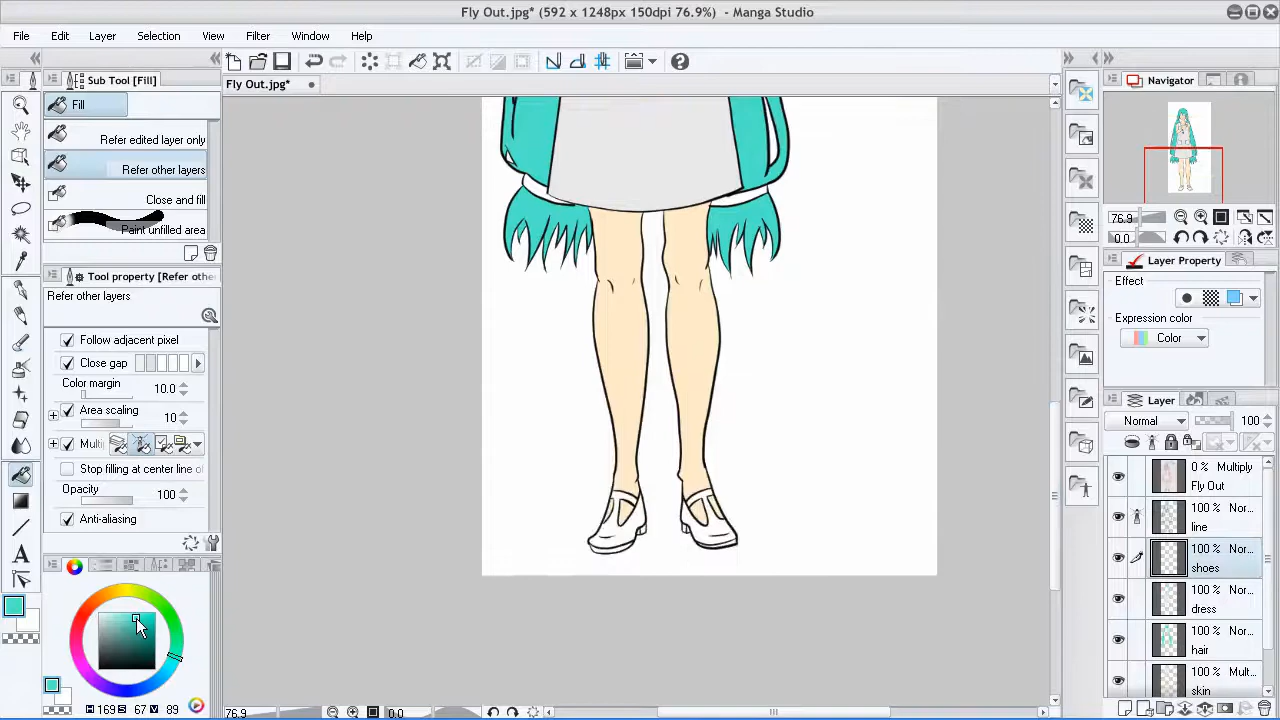 Fly Out.jpg* (592 x 1248px 150dpi 76.9%) - Manga Studio
File Edit Layer Selection View Filter Window Help
Sub Tool [Fill]
Fly Out.jpg*
Navigator
Fill
Refer edited layer only
Refer other layers
Close and fill
Paint unfilled area
76.9
0.0
Layer Property
Tool property [Refer othe
Effect
Refer other layers
Expression color
Follow adjacent pixel
Color
Close gap
Color margin
10.0
Area scaling
10
Layer
Normal
100
Multi
Stop filling at center line of
Opacity
100
Anti-aliasing
0 % Multiply
Fly Out
100 % Nor...
line
100 % Nor...
shoes
100 % Nor...
dress
100 % Nor...
hair
100 % Mult...
skin
H 169 S 67 V 89
76.9
0.0